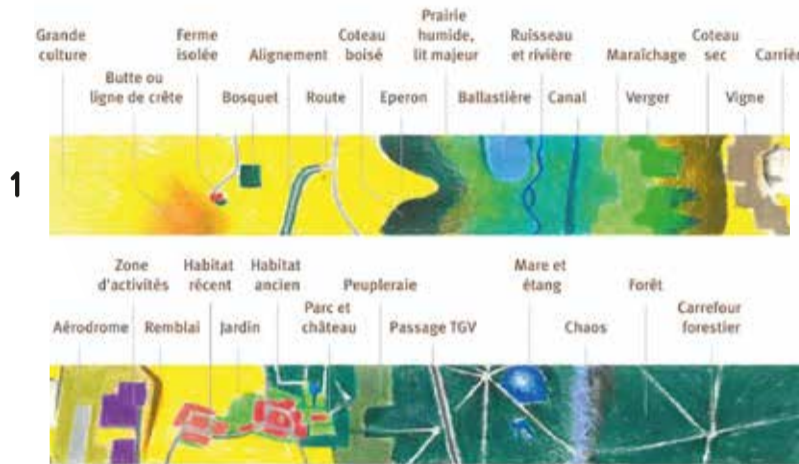 Grande culture
Butte ou ligne de crête
Ferme isolée
Bosquet
Alignement
Route
Coteau boisé
Eperon
Prairie humide, lit majeur
Ballastière
Ruisseau et rivière
Canal
Maraîchage
Verger
Coteau sec
Vigne
Carrièr
1
Aérodrome
Zone d'activités
Remblai
Habitat récent
Jardin
Habitat ancien
Parc et château
Peupleraie
Passage TGV
Mare et étang
Chaos
Forêt
Carrefour forestier